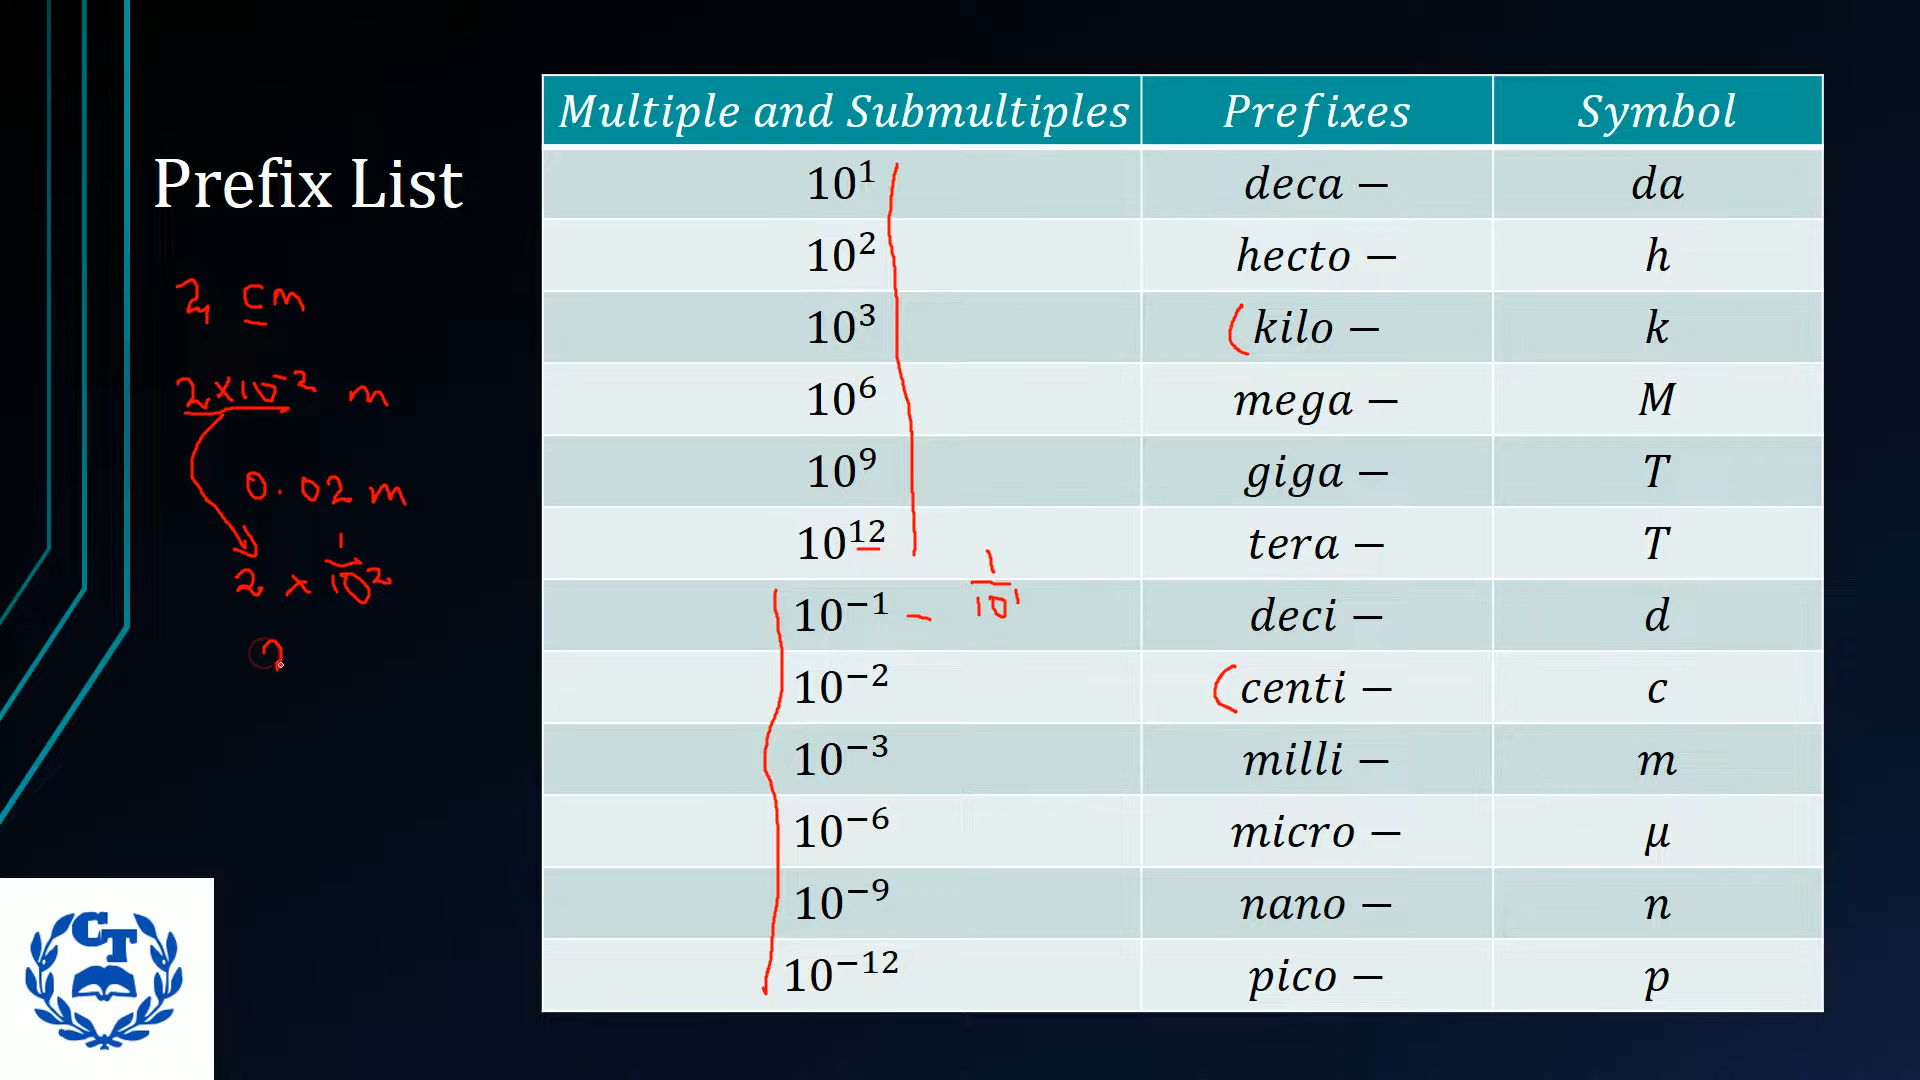 Prefix List
2 cm
2 × 10⁻² m
0.02 m
2 × 1/10²
2
Multiple and Submultiples Prefixes Symbol
10¹ deca − da
10² hecto − h
10³ kilo − k
10⁶ mega − M
10⁹ giga − T
10¹² tera − T
10⁻¹ − 1/10¹ deci − d
10⁻² centi − c
10⁻³ milli − m
10⁻⁶ micro − μ
10⁻⁹ nano − n
10⁻¹² pico − p
CT